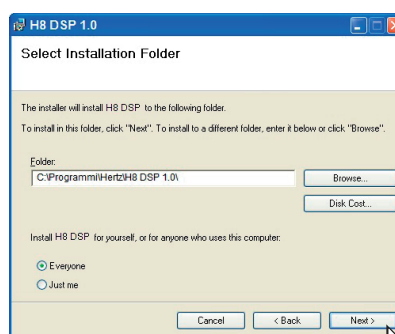 H8 DSP 1.0
Select Installation Folder
The installer will install H8 DSP to the following folder.
To install in this folder, click "Next". To install to a different folder, enter it below or click "Browse".
Folder:
C:\Programmi\Hertz\H8 DSP 1.0\
Browse...
Disk Cost...
Install H8 DSP for yourself, or for anyone who uses this computer:
Everyone
Just me
Cancel
< Back
Next >